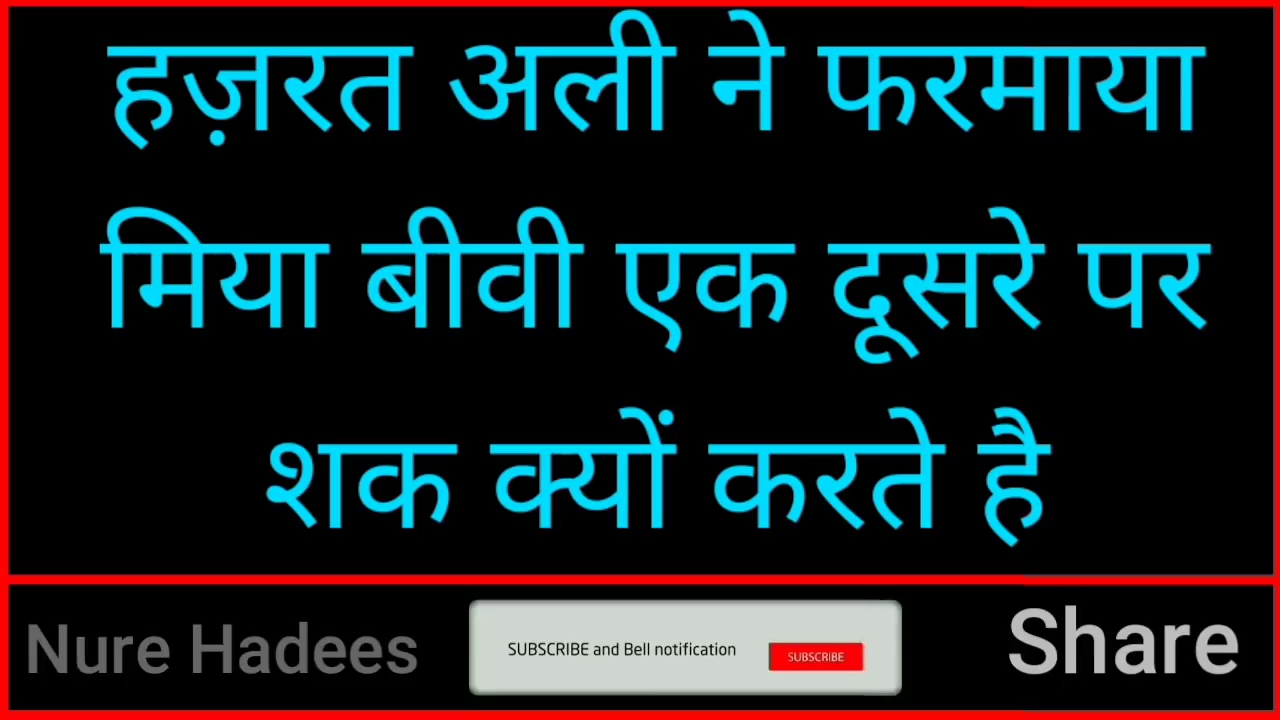 हज़रत अली ने फरमाया
मिया बीवी एक दूसरे पर
शक क्यों करते है
Nure Hadees
SUBSCRIBE and Bell notification
SUBSCRIBE
Share